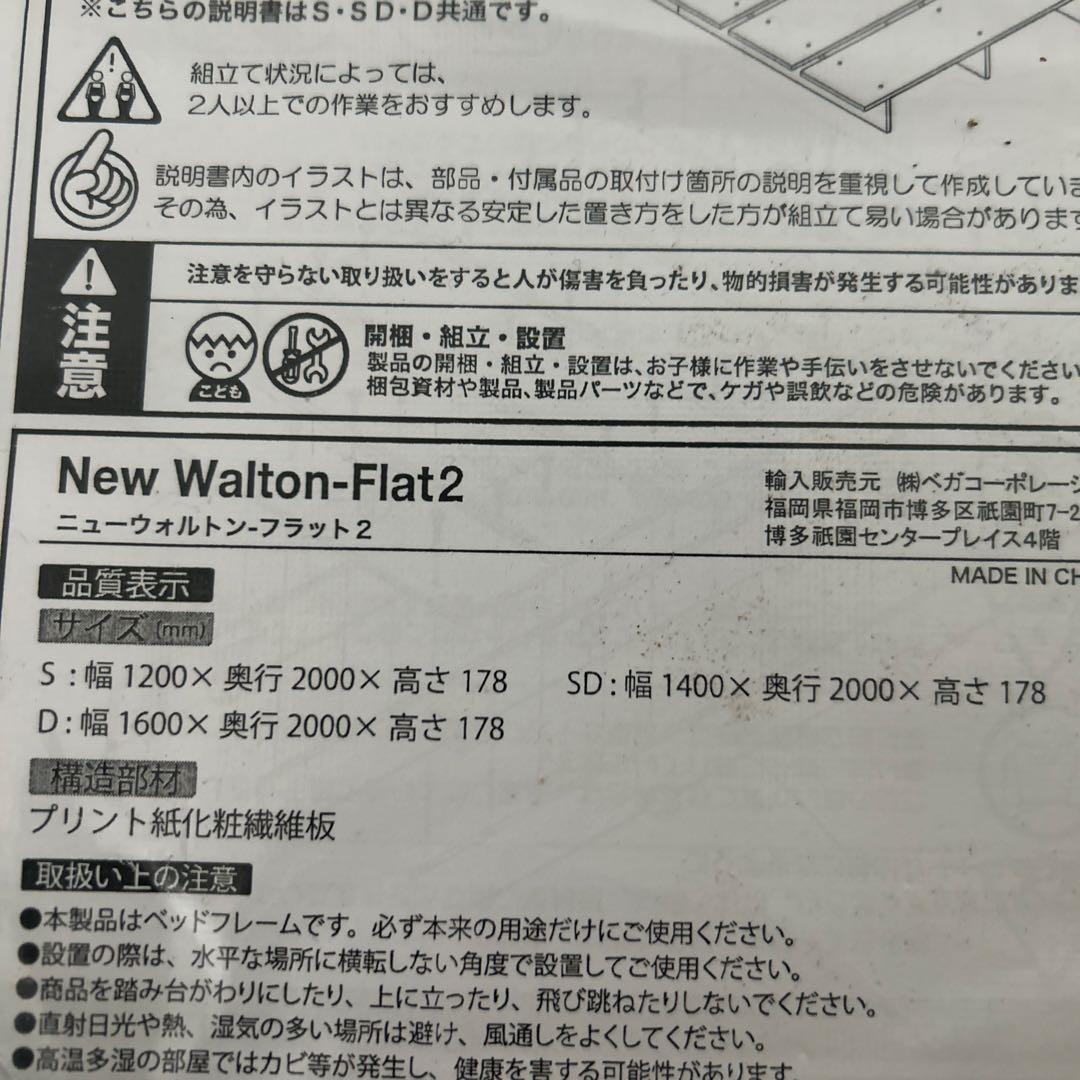 ※こちらの説明書はS・SD・D共通です。
組立て状況によっては、
2人以上での作業をおすすめします。
説明書内のイラストは、部品・付属品の取付け箇所の説明を重視して作成していま
その為、イラストとは異なる安定した置き方をした方が組立て易い場合があります
注意
注意を守らない取り扱いをすると人が傷害を負ったり、物的損害が発生する可能性がありま
こども
開梱・組立・設置
製品の開梱・組立・設置は、お子様に作業や手伝いをさせないでください
梱包資材や製品、製品パーツなどで、ケガや誤飲などの危険があります。
New Walton-Flat2
ニューウォルトン-フラット2
輸入販売元 ㈱ベガコーポレーシ
福岡県福岡市博多区祇園町7-2
博多祇園センタープレイス4階
MADE IN CH
品質表示
サイズ(mm)
S:幅 1200× 奥行 2000× 高さ 178
SD:幅 1400× 奥行 2000× 高さ 178
D:幅 1600× 奥行 2000× 高さ 178
構造部材
プリント紙化粧繊維板
取扱い上の注意
●本製品はベッドフレームです。必ず本来の用途だけにご使用ください。
●設置の際は、水平な場所に横転しない角度で設置してご使用ください。
●商品を踏み台がわりにしたり、上に立ったり、飛び跳ねたりしないでください。
●直射日光や熱、湿気の多い場所は避け、風通しをよくしてください。
●高温多湿の部屋ではカビ等が発生し、健康を害する可能性があります。